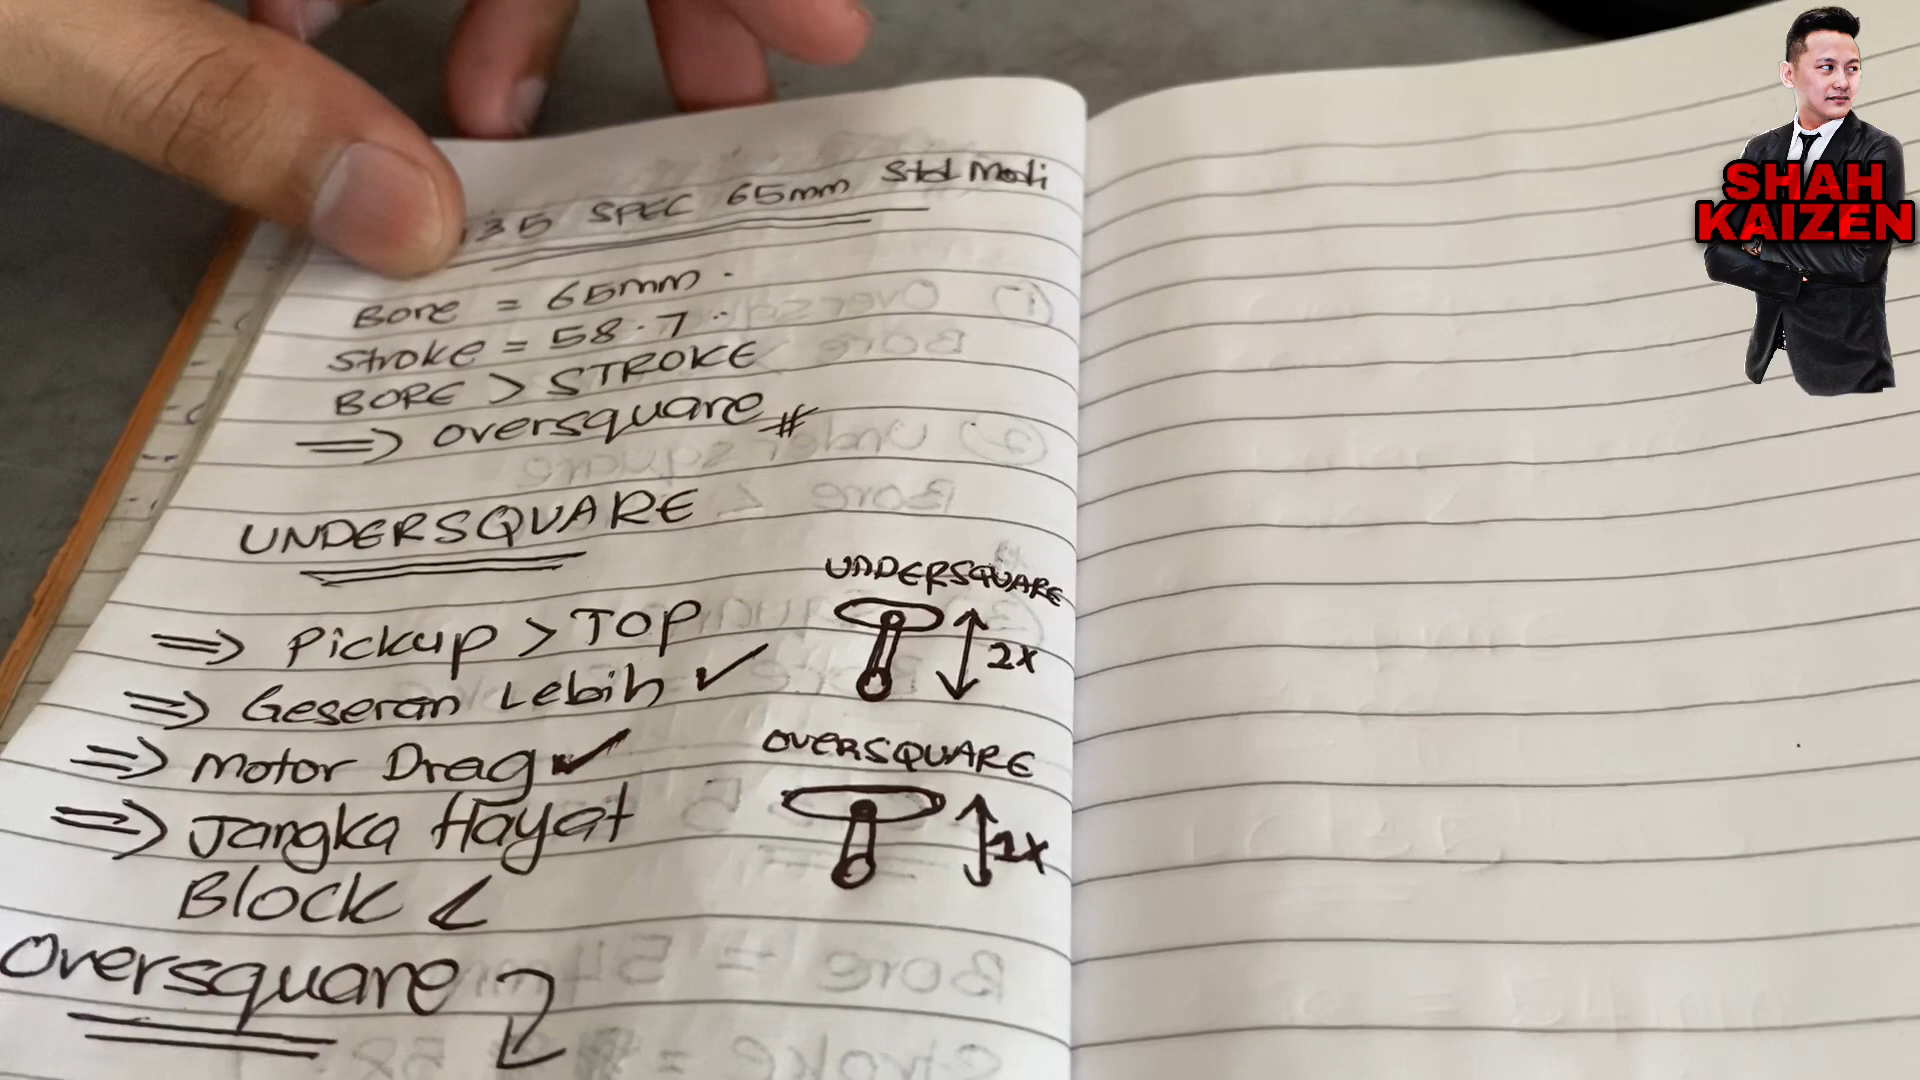 135 SPEC 65mm Std Modi
Bore = 65mm.
Stroke = 58.7..
BORE > STROKE
=> oversquare #
UNDERSQUARE
=> Pickup > TOP
=> Geseran Lebih ✓
=> Motor Drag ✓
=> Jangka Hayat
Block <
Oversquare
UNDERSQUARE
2x
OVERSQUARE
1x
SHAH
KAIZEN